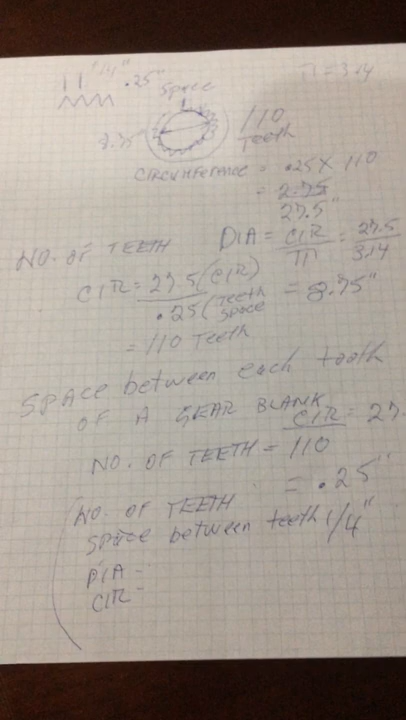 1/4" .25"
π = 3.14
Space
110
Teeth
8.75"
CIRCUMFERANCE = .25 X 110
= 2.75
27.5"
NO. OF TEETH
DIA = CIR / π = 27.5 / 3.14
= 8.75"
CIR = 27.5 (CIR)
.25 (Teeth Space
= 110 Teeth
SPACE between each tooth
OF A GEAR BLANK
CIR = 27.
NO. OF TEETH = 110
= .25"
NO. OF TEETH
Space between teeth 1/4"
DIA =
CIR =